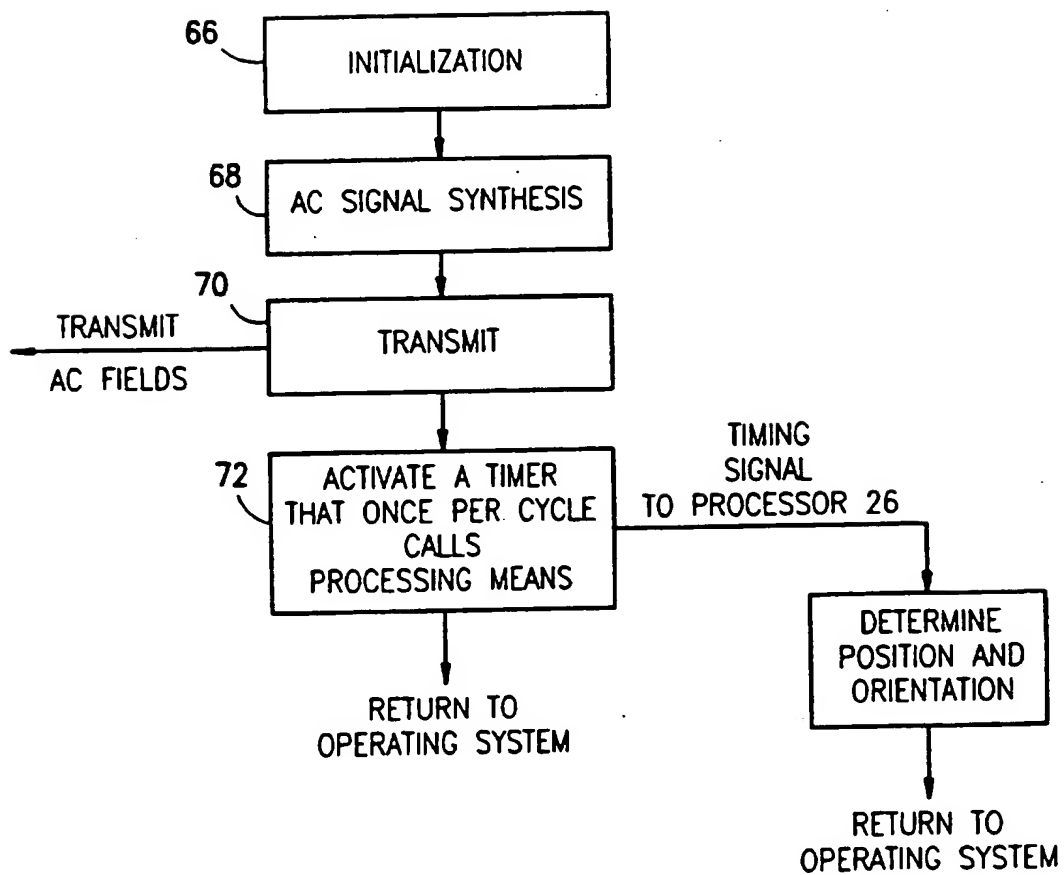 66
INITIALIZATION
68
AC SIGNAL SYNTHESIS
70
TRANSMIT
AC FIELDS
TRANSMIT
72
ACTIVATE A TIMER
THAT ONCE PER CYCLE
CALLS
PROCESSING MEANS
TIMING
SIGNAL
TO PROCESSOR 26
DETERMINE
POSITION AND
ORIENTATION
RETURN TO
OPERATING SYSTEM
RETURN TO
OPERATING SYSTEM